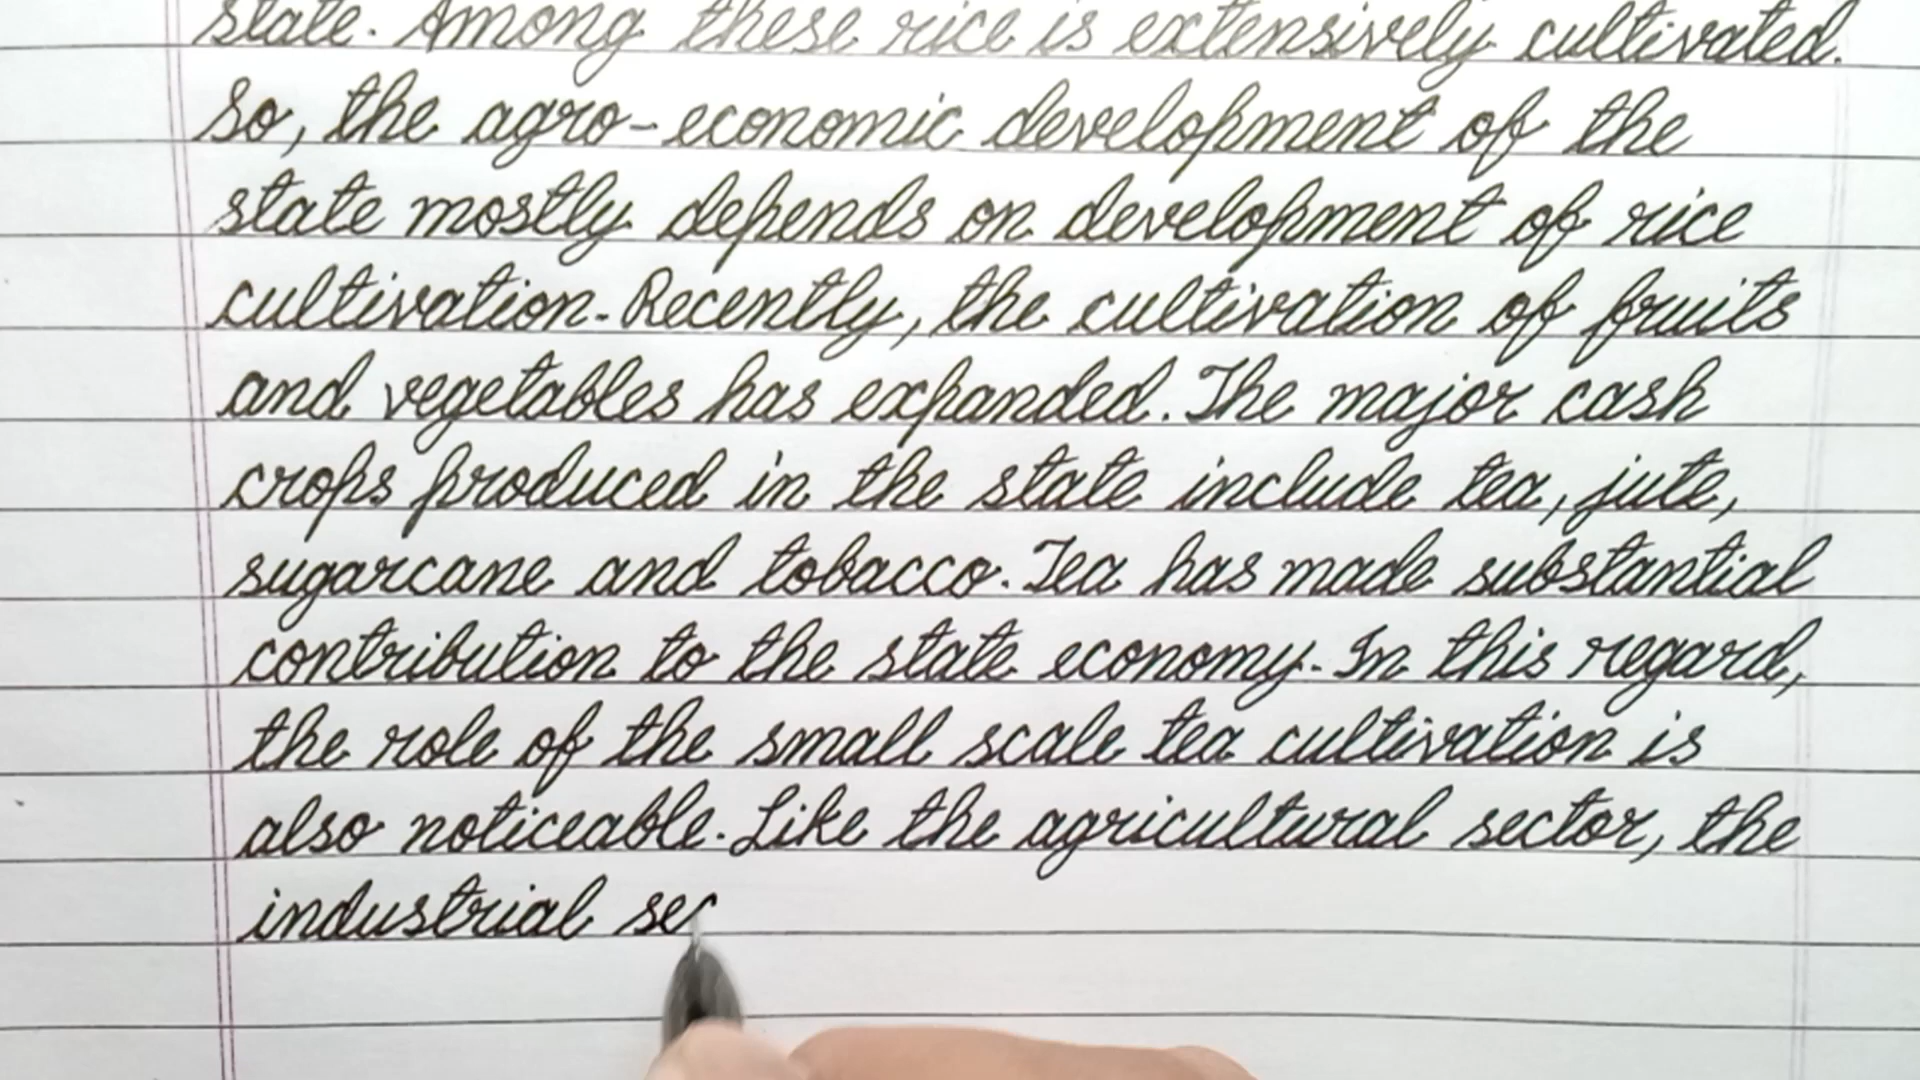 state. Among these rice is extensively cultivated.
So, the agro-economic development of the
state mostly depends on development of rice
cultivation. Recently, the cultivation of fruits
and vegetables has expanded. The major cash
crops produced in the state include tea, jute,
sugarcane and tobacco. Tea has made substantial
contribution to the state economy. In this regard,
the role of the small scale tea cultivation is
also noticeable. Like the agricultural sector, the
industrial sec